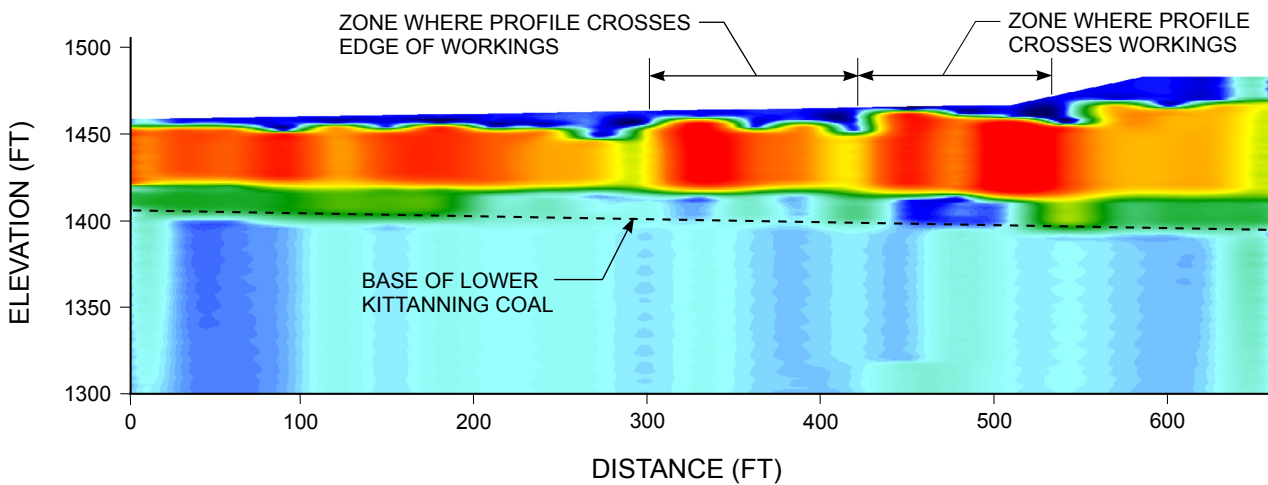 ZONE WHERE PROFILE CROSSES
EDGE OF WORKINGS
ZONE WHERE PROFILE
CROSSES WORKINGS
ELEVATION (FT)
1500
1450
1400
1350
1300
BASE OF LOWER
KITTANNING COAL
0 100 200 300 400 500 600
DISTANCE (FT)